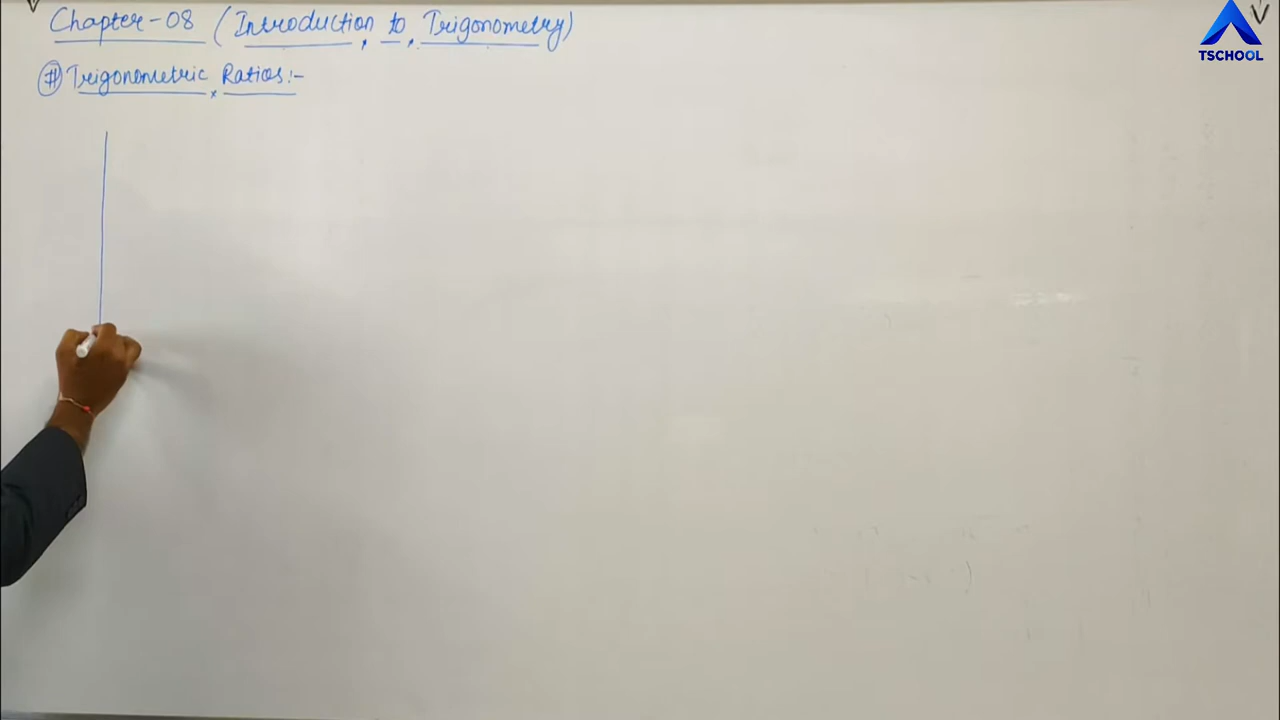 Chapter-08 (Introduction to Trigonometry)
# Trigonometric Ratios:-
TSCHOOL